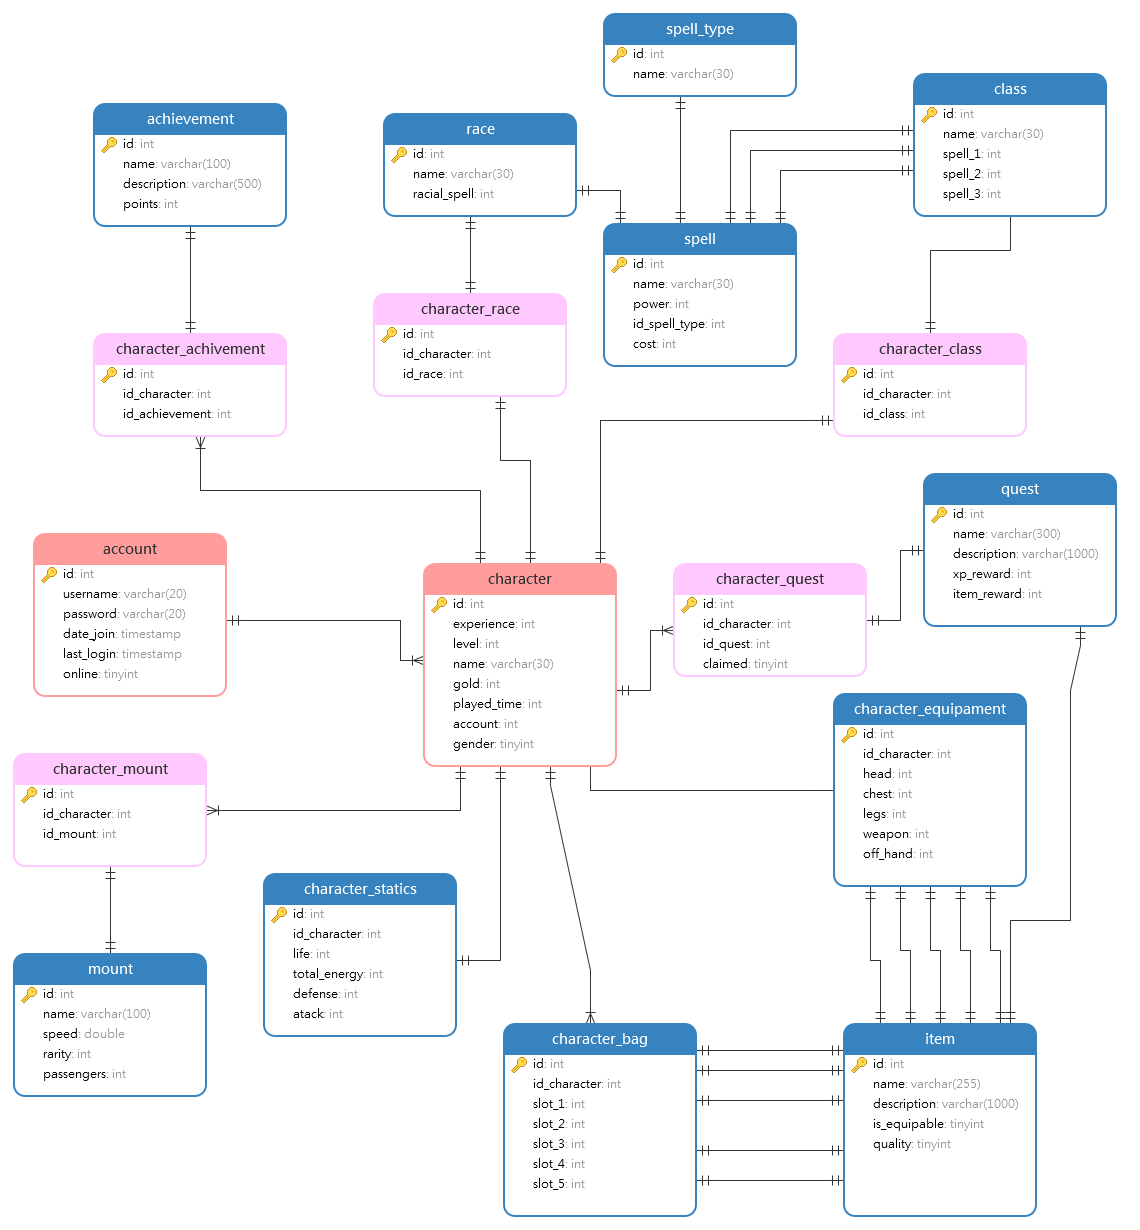 spell_type
id: int
name: varchar(30)
class
id: int
name: varchar(30)
spell_1: int
spell_2: int
spell_3: int
achievement
id: int
name: varchar(100)
description: varchar(500)
points: int
race
id: int
name: varchar(30)
racial_spell: int
spell
id: int
name: varchar(30)
power: int
id_spell_type: int
cost: int
character_race
id: int
id_character: int
id_race: int
character_achivement
id: int
id_character: int
id_achievement: int
character_class
id: int
id_character: int
id_class: int
quest
id: int
name: varchar(300)
description: varchar(1000)
xp_reward: int
item_reward: int
account
id: int
username: varchar(20)
password: varchar(20)
date_join: timestamp
last_login: timestamp
online: tinyint
character
id: int
experience: int
level: int
name: varchar(30)
gold: int
played_time: int
account: int
gender: tinyint
character_quest
id: int
id_character: int
id_quest: int
claimed: tinyint
character_equipament
id: int
id_character: int
head: int
chest: int
legs: int
weapon: int
off_hand: int
character_mount
id: int
id_character: int
id_mount: int
character_statics
id: int
id_character: int
life: int
total_energy: int
defense: int
atack: int
mount
id: int
name: varchar(100)
speed: double
rarity: int
passengers: int
character_bag
id: int
id_character: int
slot_1: int
slot_2: int
slot_3: int
slot_4: int
slot_5: int
item
id: int
name: varchar(255)
description: varchar(1000)
is_equipable: tinyint
quality: tinyint